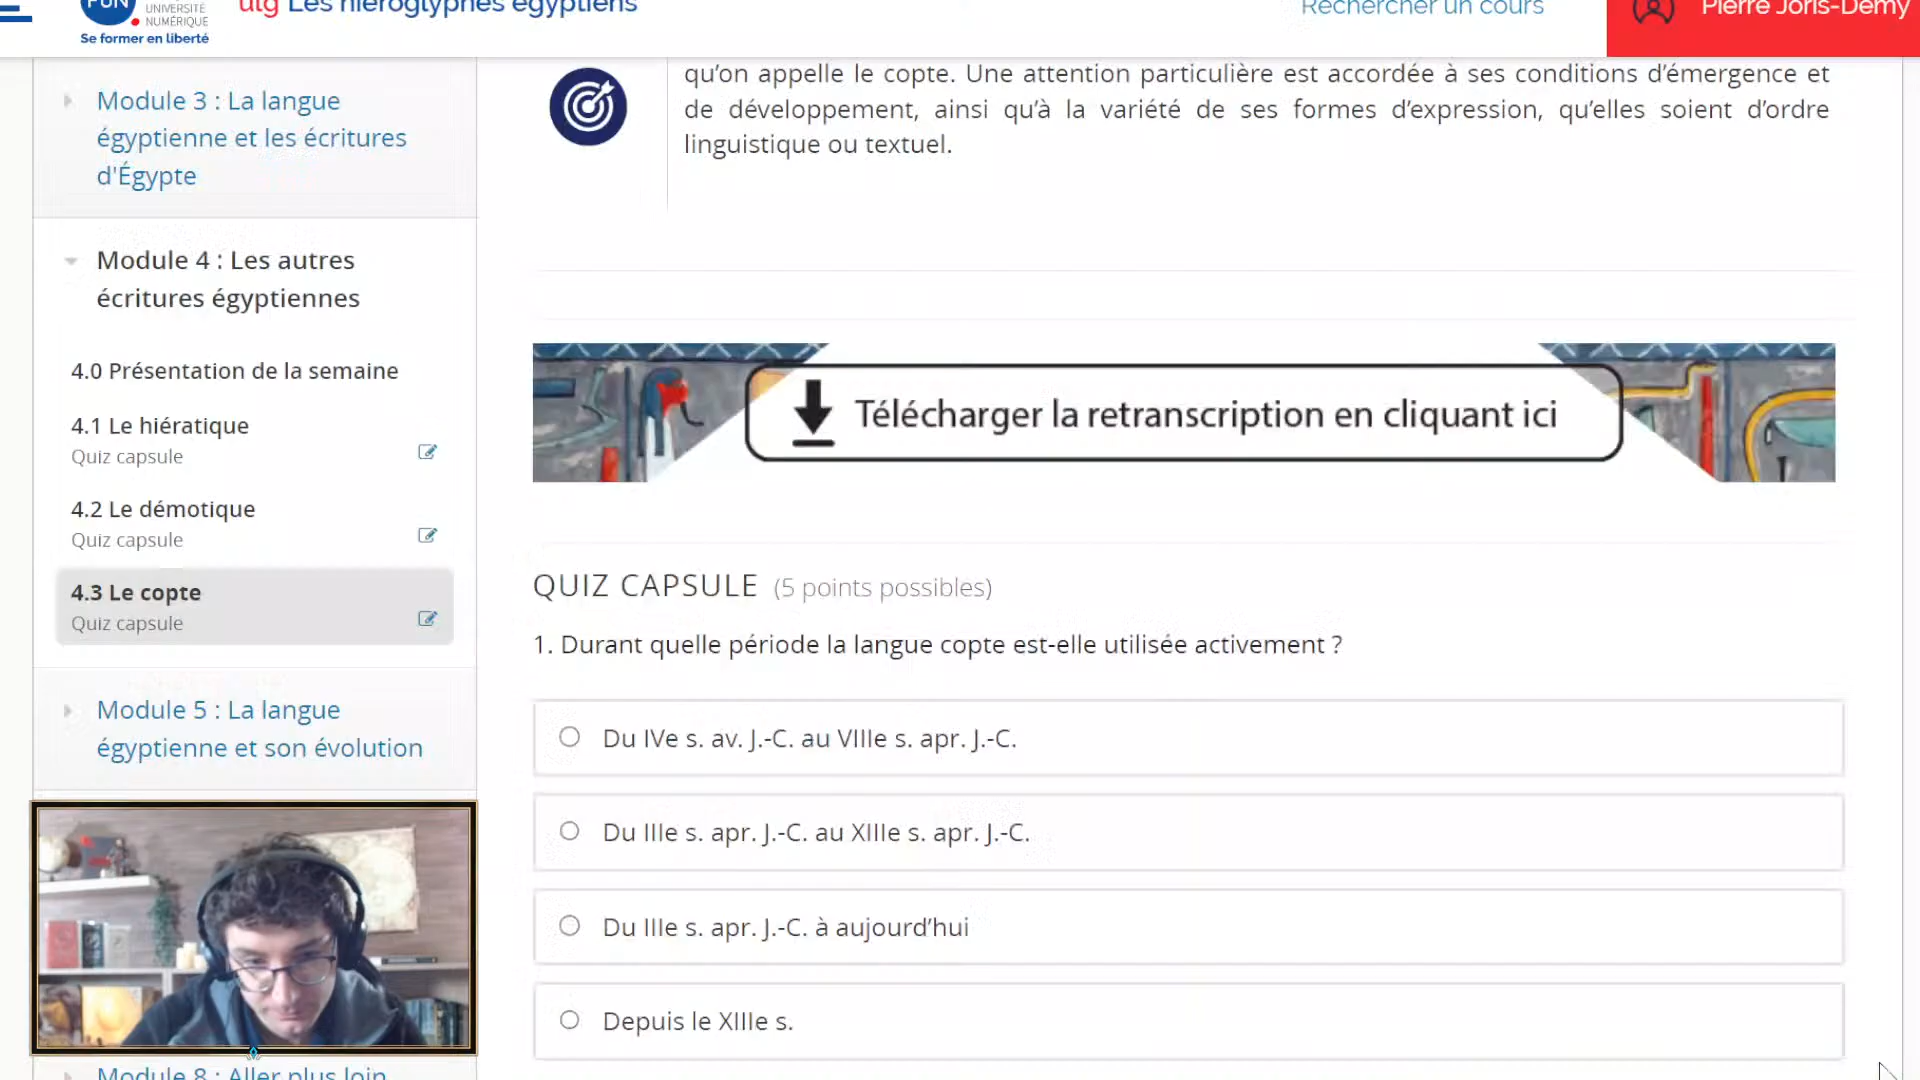 FUN
UNIVERSITÉ
NUMÉRIQUE
Se former en liberté
ulg Les hiéroglyphes égyptiens
Rechercher un cours
Pierre Joris-Demy
Module 3 : La langue
égyptienne et les écritures
d'Égypte
Module 4 : Les autres
écritures égyptiennes
4.0 Présentation de la semaine
4.1 Le hiératique
Quiz capsule
4.2 Le démotique
Quiz capsule
4.3 Le copte
Quiz capsule
Module 5 : La langue
égyptienne et son évolution
Module 8 : Aller plus loin
qu’on appelle le copte. Une attention particulière est accordée à ses conditions d’émergence et
de développement, ainsi qu’à la variété de ses formes d’expression, qu’elles soient d’ordre
linguistique ou textuel.
Télécharger la retranscription en cliquant ici
QUIZ CAPSULE (5 points possibles)
1. Durant quelle période la langue copte est-elle utilisée activement ?
Du IVe s. av. J.-C. au VIIIe s. apr. J.-C.
Du IIIe s. apr. J.-C. au XIIIe s. apr. J.-C.
Du IIIe s. apr. J.-C. à aujourd’hui
Depuis le XIIIe s.